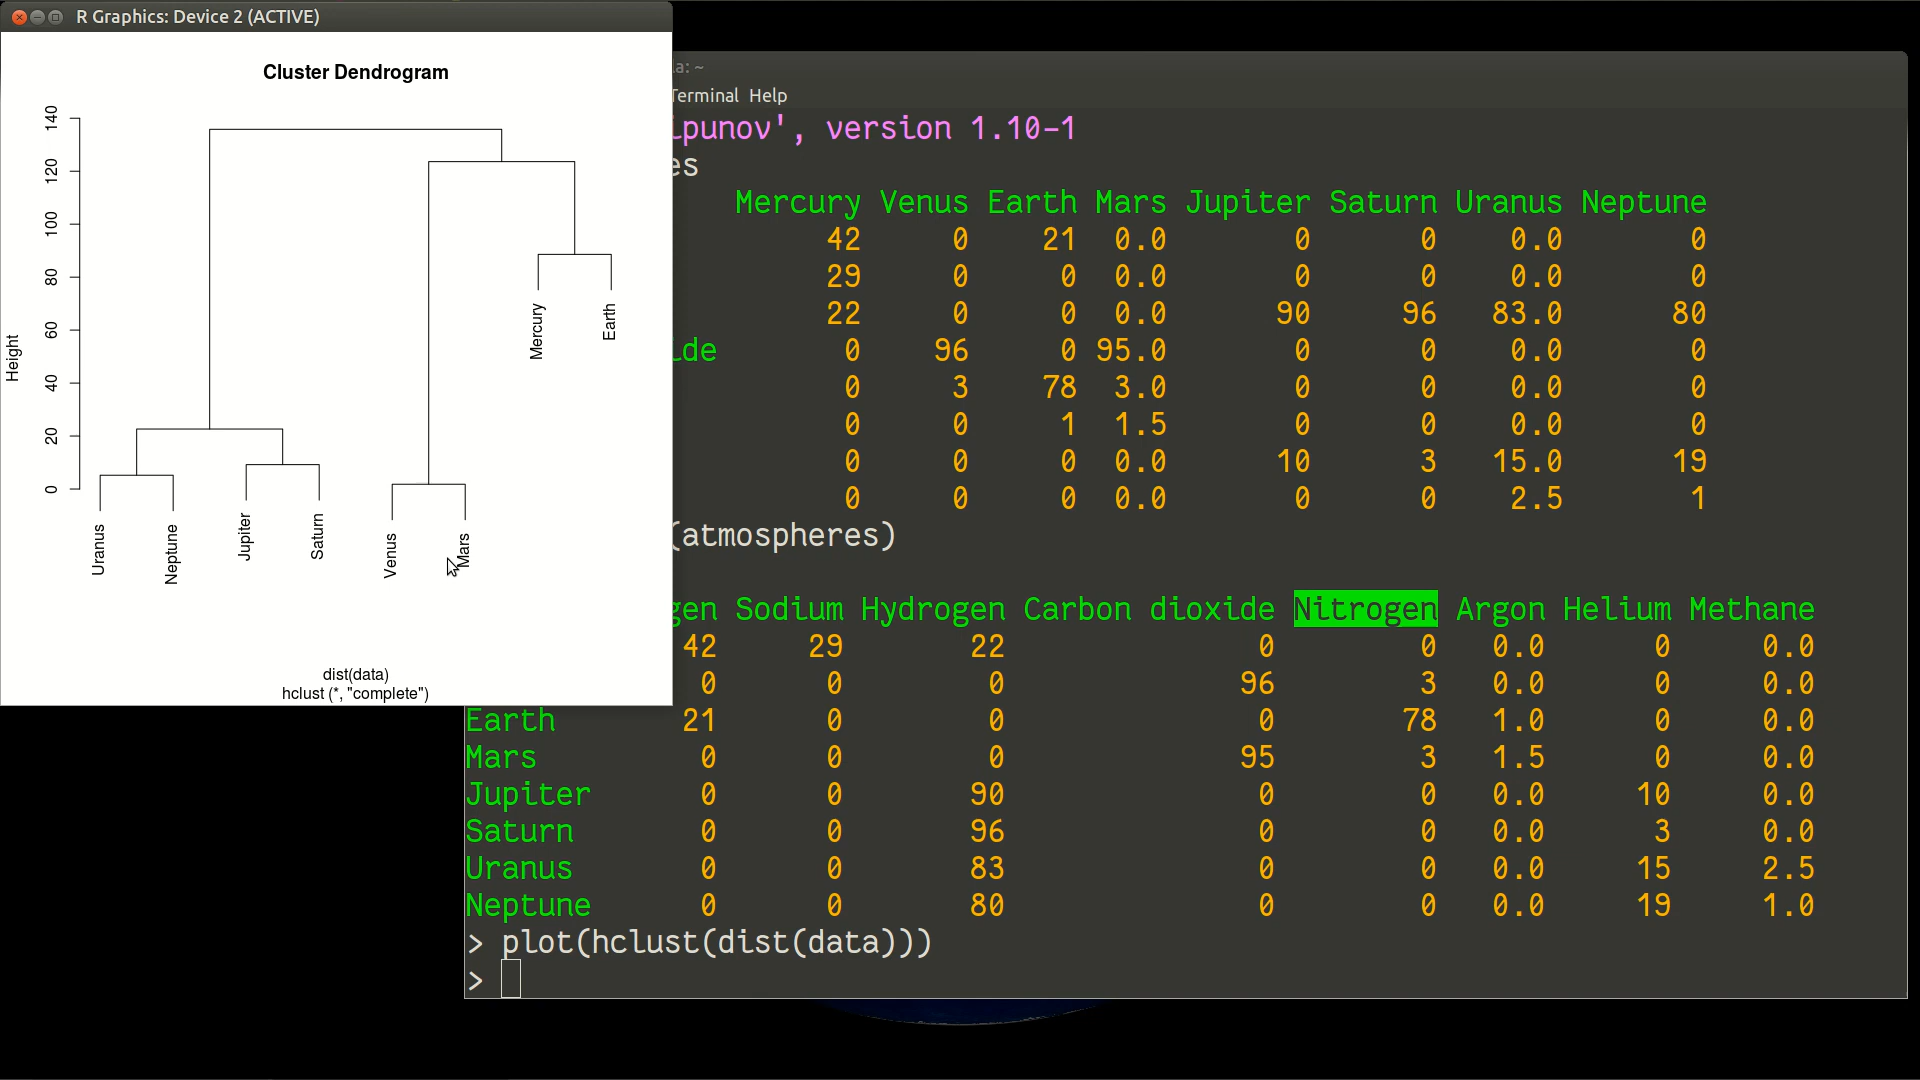 R Graphics: Device 2 (ACTIVE)
Cluster Dendrogram
Height
0 20 40 60 80 100 120 140
Uranus
Neptune
Jupiter
Saturn
Venus
Mars
Mercury
Earth
dist(data)
hclust (*, "complete")
la: ~
Terminal Help
ipunov', version 1.10-1
es
Mercury Venus Earth Mars Jupiter Saturn Uranus Neptune
42 0 21 0.0 0 0 0.0 0
29 0 0 0.0 0 0 0.0 0
22 0 0 0.0 90 96 83.0 80
ide 0 96 0 95.0 0 0 0.0 0
0 3 78 3.0 0 0 0.0 0
0 0 1 1.5 0 0 0.0 0
0 0 0 0.0 10 3 15.0 19
0 0 0 0.0 0 0 2.5 1
(atmospheres)
gen Sodium Hydrogen Carbon dioxide Nitrogen Argon Helium Methane
42 29 22 0 0 0.0 0 0.0
0 0 0 96 3 0.0 0 0.0
Earth 21 0 0 0 78 1.0 0 0.0
Mars 0 0 0 95 3 1.5 0 0.0
Jupiter 0 0 90 0 0 0.0 10 0.0
Saturn 0 0 96 0 0 0.0 3 0.0
Uranus 0 0 83 0 0 0.0 15 2.5
Neptune 0 0 80 0 0 0.0 19 1.0
> plot(hclust(dist(data)))
>